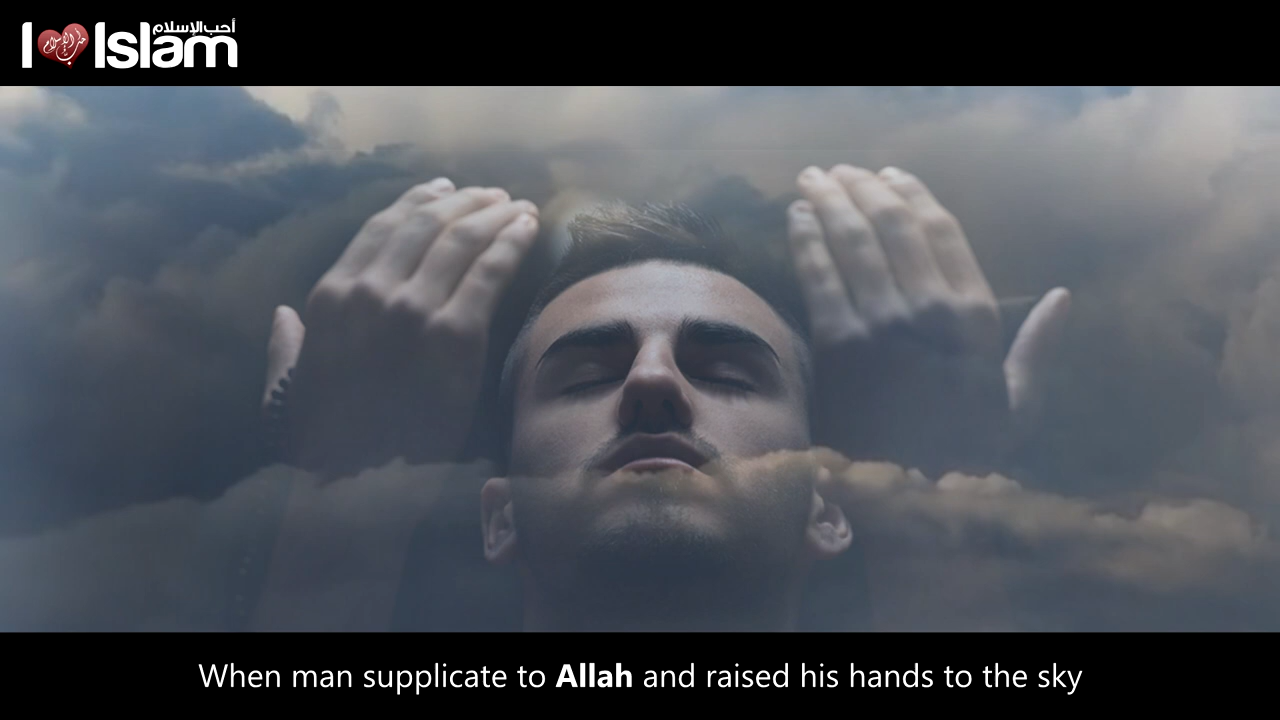 I Islam
أحب الإسلام
When man supplicate to Allah and raised his hands to the sky